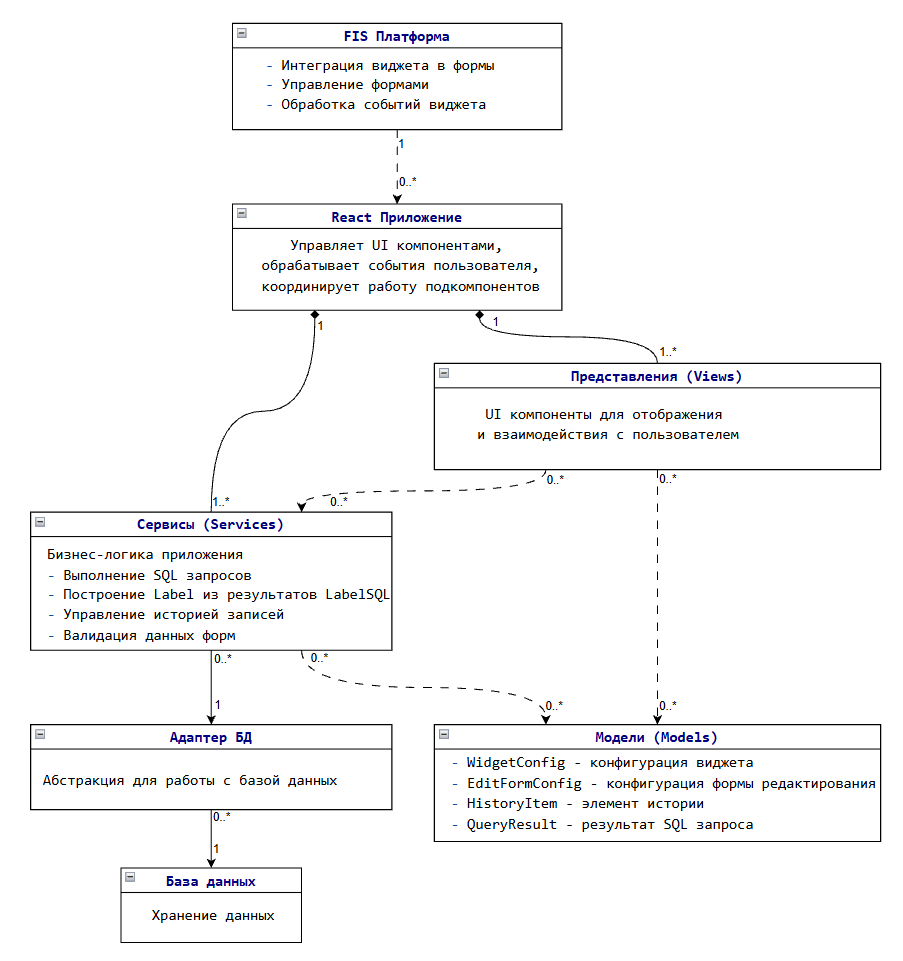 FIS Платформа
- Интеграция виджета в формы
- Управление формами
- Обработка событий виджета
1
0..*
React Приложение
Управляет UI компонентами,
обрабатывает события пользователя,
координирует работу подкомпонентов
1
1
1..*
Представления (Views)
UI компоненты для отображения
и взаимодействия с пользователем
0..*
0..*
1..*
0..*
Сервисы (Services)
Бизнес-логика приложения
- Выполнение SQL запросов
- Построение Label из результатов LabelSQL
- Управление историей записей
- Валидация данных форм
0..*
0..*
1
0..*
0..*
Адаптер БД
Абстракция для работы с базой данных
Модели (Models)
- WidgetConfig - конфигурация виджета
- EditFormConfig - конфигурация формы редактирования
- HistoryItem - элемент истории
- QueryResult - результат SQL запроса
0..*
1
База данных
Хранение данных